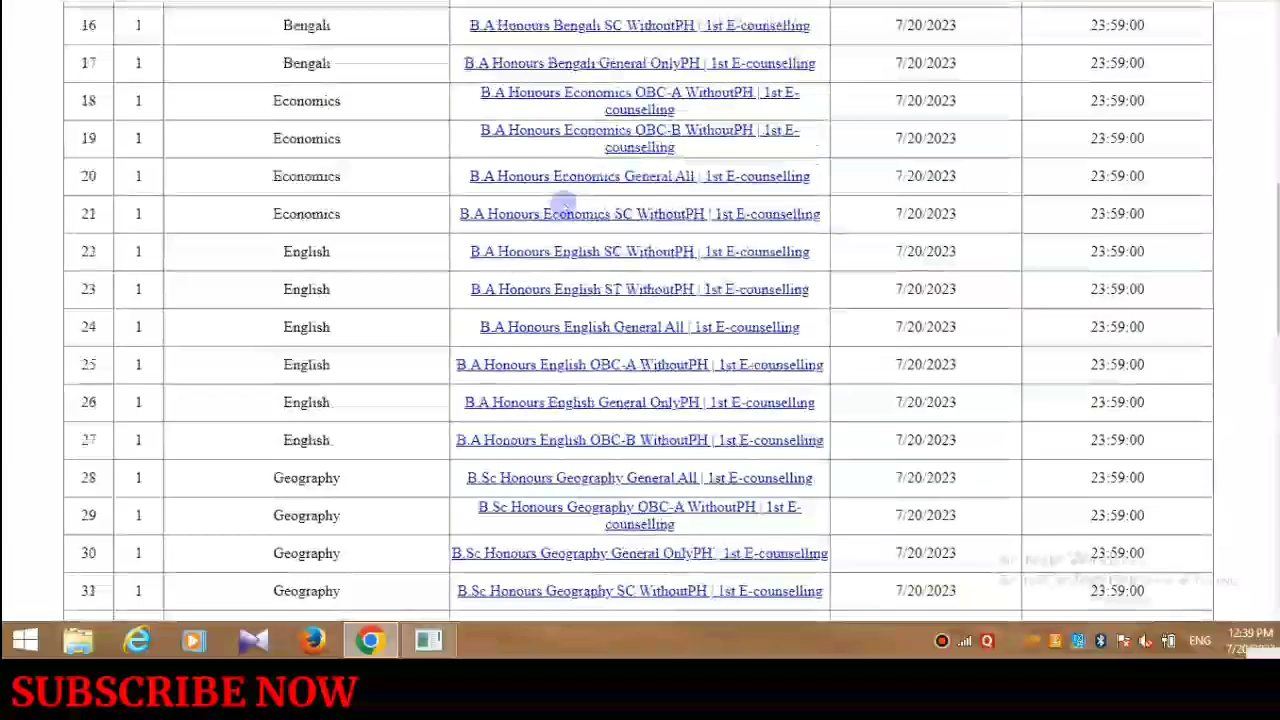 16 1 Bengali B.A Honours Bengali SC WithoutPH | 1st E-counselling 7/20/2023 23:59:00
17 1 Bengali B.A Honours Bengali General OnlyPH | 1st E-counselling 7/20/2023 23:59:00
18 1 Economics B.A Honours Economics OBC-A WithoutPH | 1st E-
counselling 7/20/2023 23:59:00
19 1 Economics B.A Honours Economics OBC-B WithoutPH | 1st E-
counselling 7/20/2023 23:59:00
20 1 Economics B.A Honours Economics General All | 1st E-counselling 7/20/2023 23:59:00
21 1 Economics B.A Honours Economics SC WithoutPH | 1st E-counselling 7/20/2023 23:59:00
22 1 English B.A Honours English SC WithoutPH | 1st E-counselling 7/20/2023 23:59:00
23 1 English B.A Honours English ST WithoutPH | 1st E-counselling 7/20/2023 23:59:00
24 1 English B.A Honours English General All | 1st E-counselling 7/20/2023 23:59:00
25 1 English B.A Honours English OBC-A WithoutPH | 1st E-counselling 7/20/2023 23:59:00
26 1 English B.A Honours English General OnlyPH | 1st E-counselling 7/20/2023 23:59:00
27 1 English B.A Honours English OBC-B WithoutPH | 1st E-counselling 7/20/2023 23:59:00
28 1 Geography B.Sc Honours Geography General All | 1st E-counselling 7/20/2023 23:59:00
29 1 Geography B.Sc Honours Geography OBC-A WithoutPH | 1st E-
counselling 7/20/2023 23:59:00
30 1 Geography B.Sc Honours Geography General OnlyPH | 1st E-counselling 7/20/2023 23:59:00
31 1 Geography B.Sc Honours Geography SC WithoutPH | 1st E-counselling 7/20/2023 23:59:00
ENG 12:39 PM
SUBSCRIBE NOW